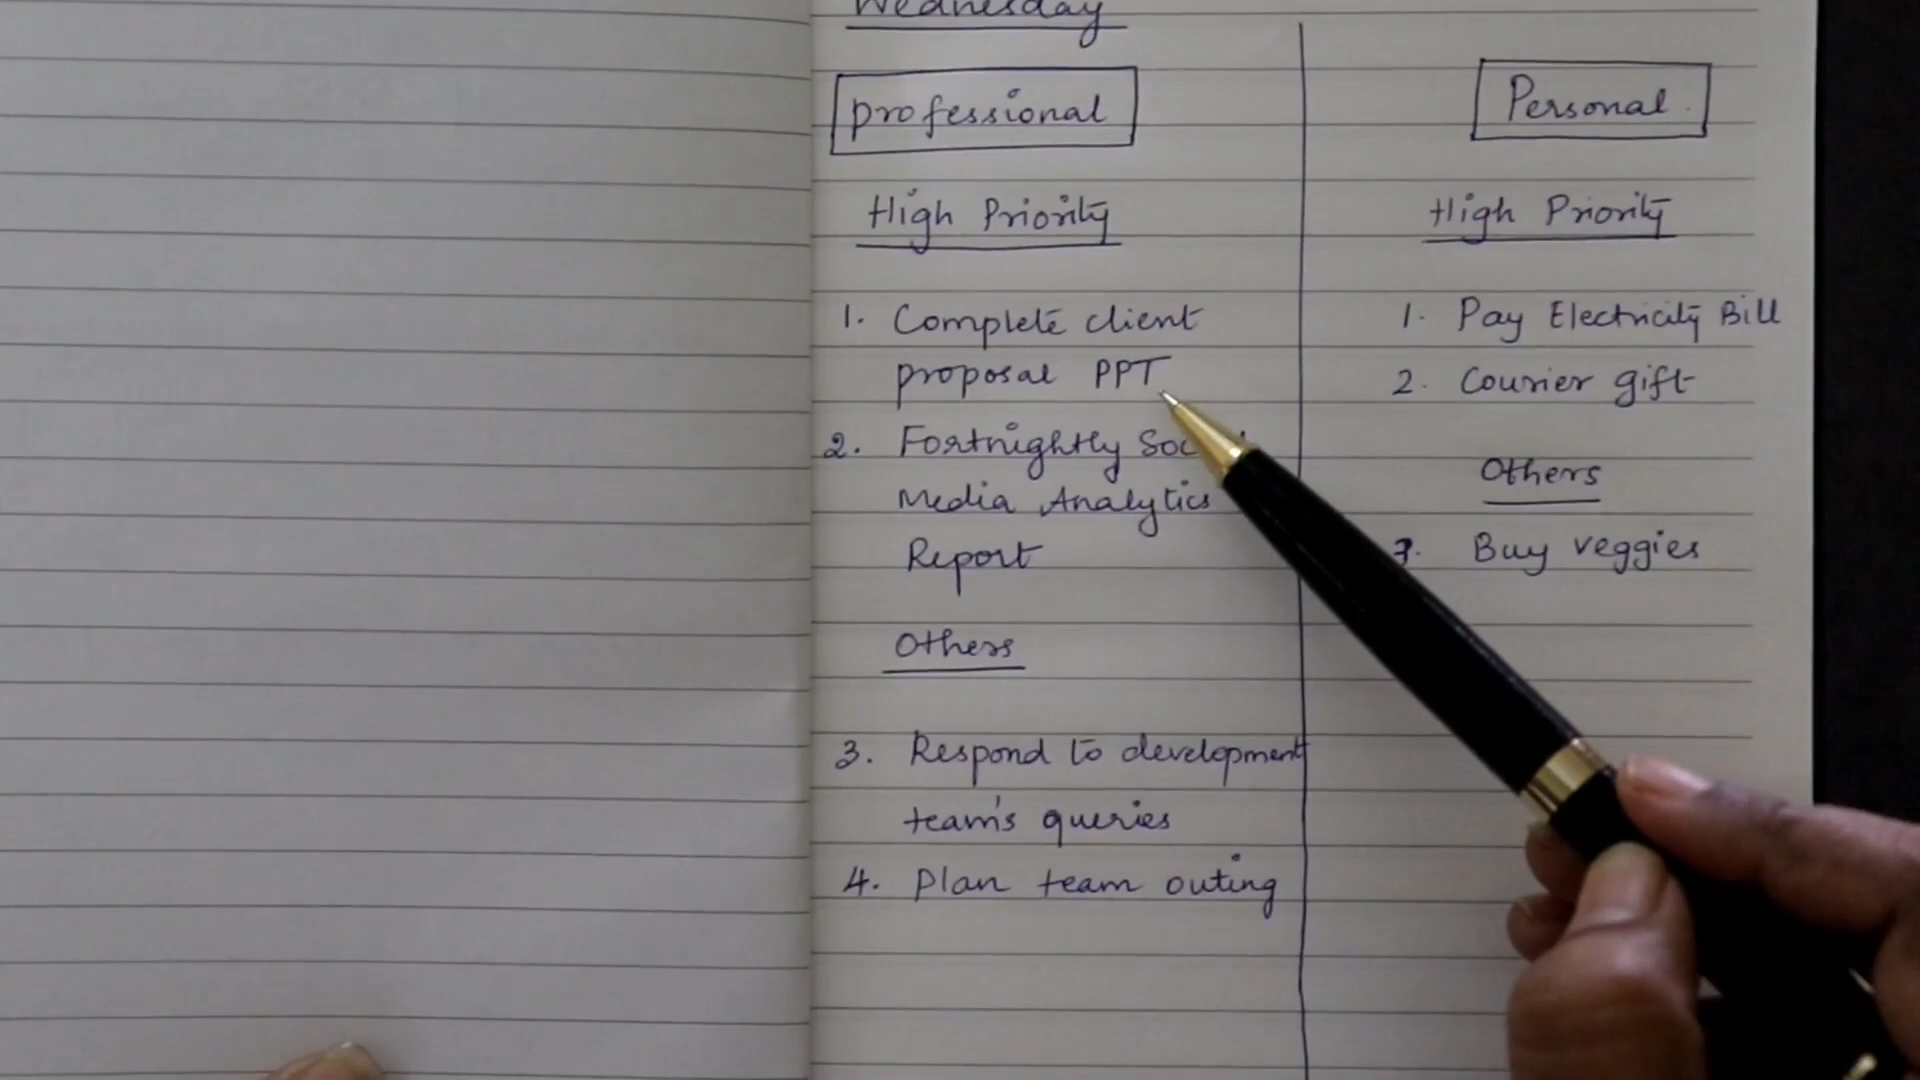 Wednesday
professional
High Priority
1. Complete client
proposal PPT
2. Fortnightly
Media Analytics
Report
Others
3. Respond to development
team's queries
4. Plan team outing
Personal
High Priority
1. Pay Electricity Bill
2. Courier gift
Others
3. Buy veggies